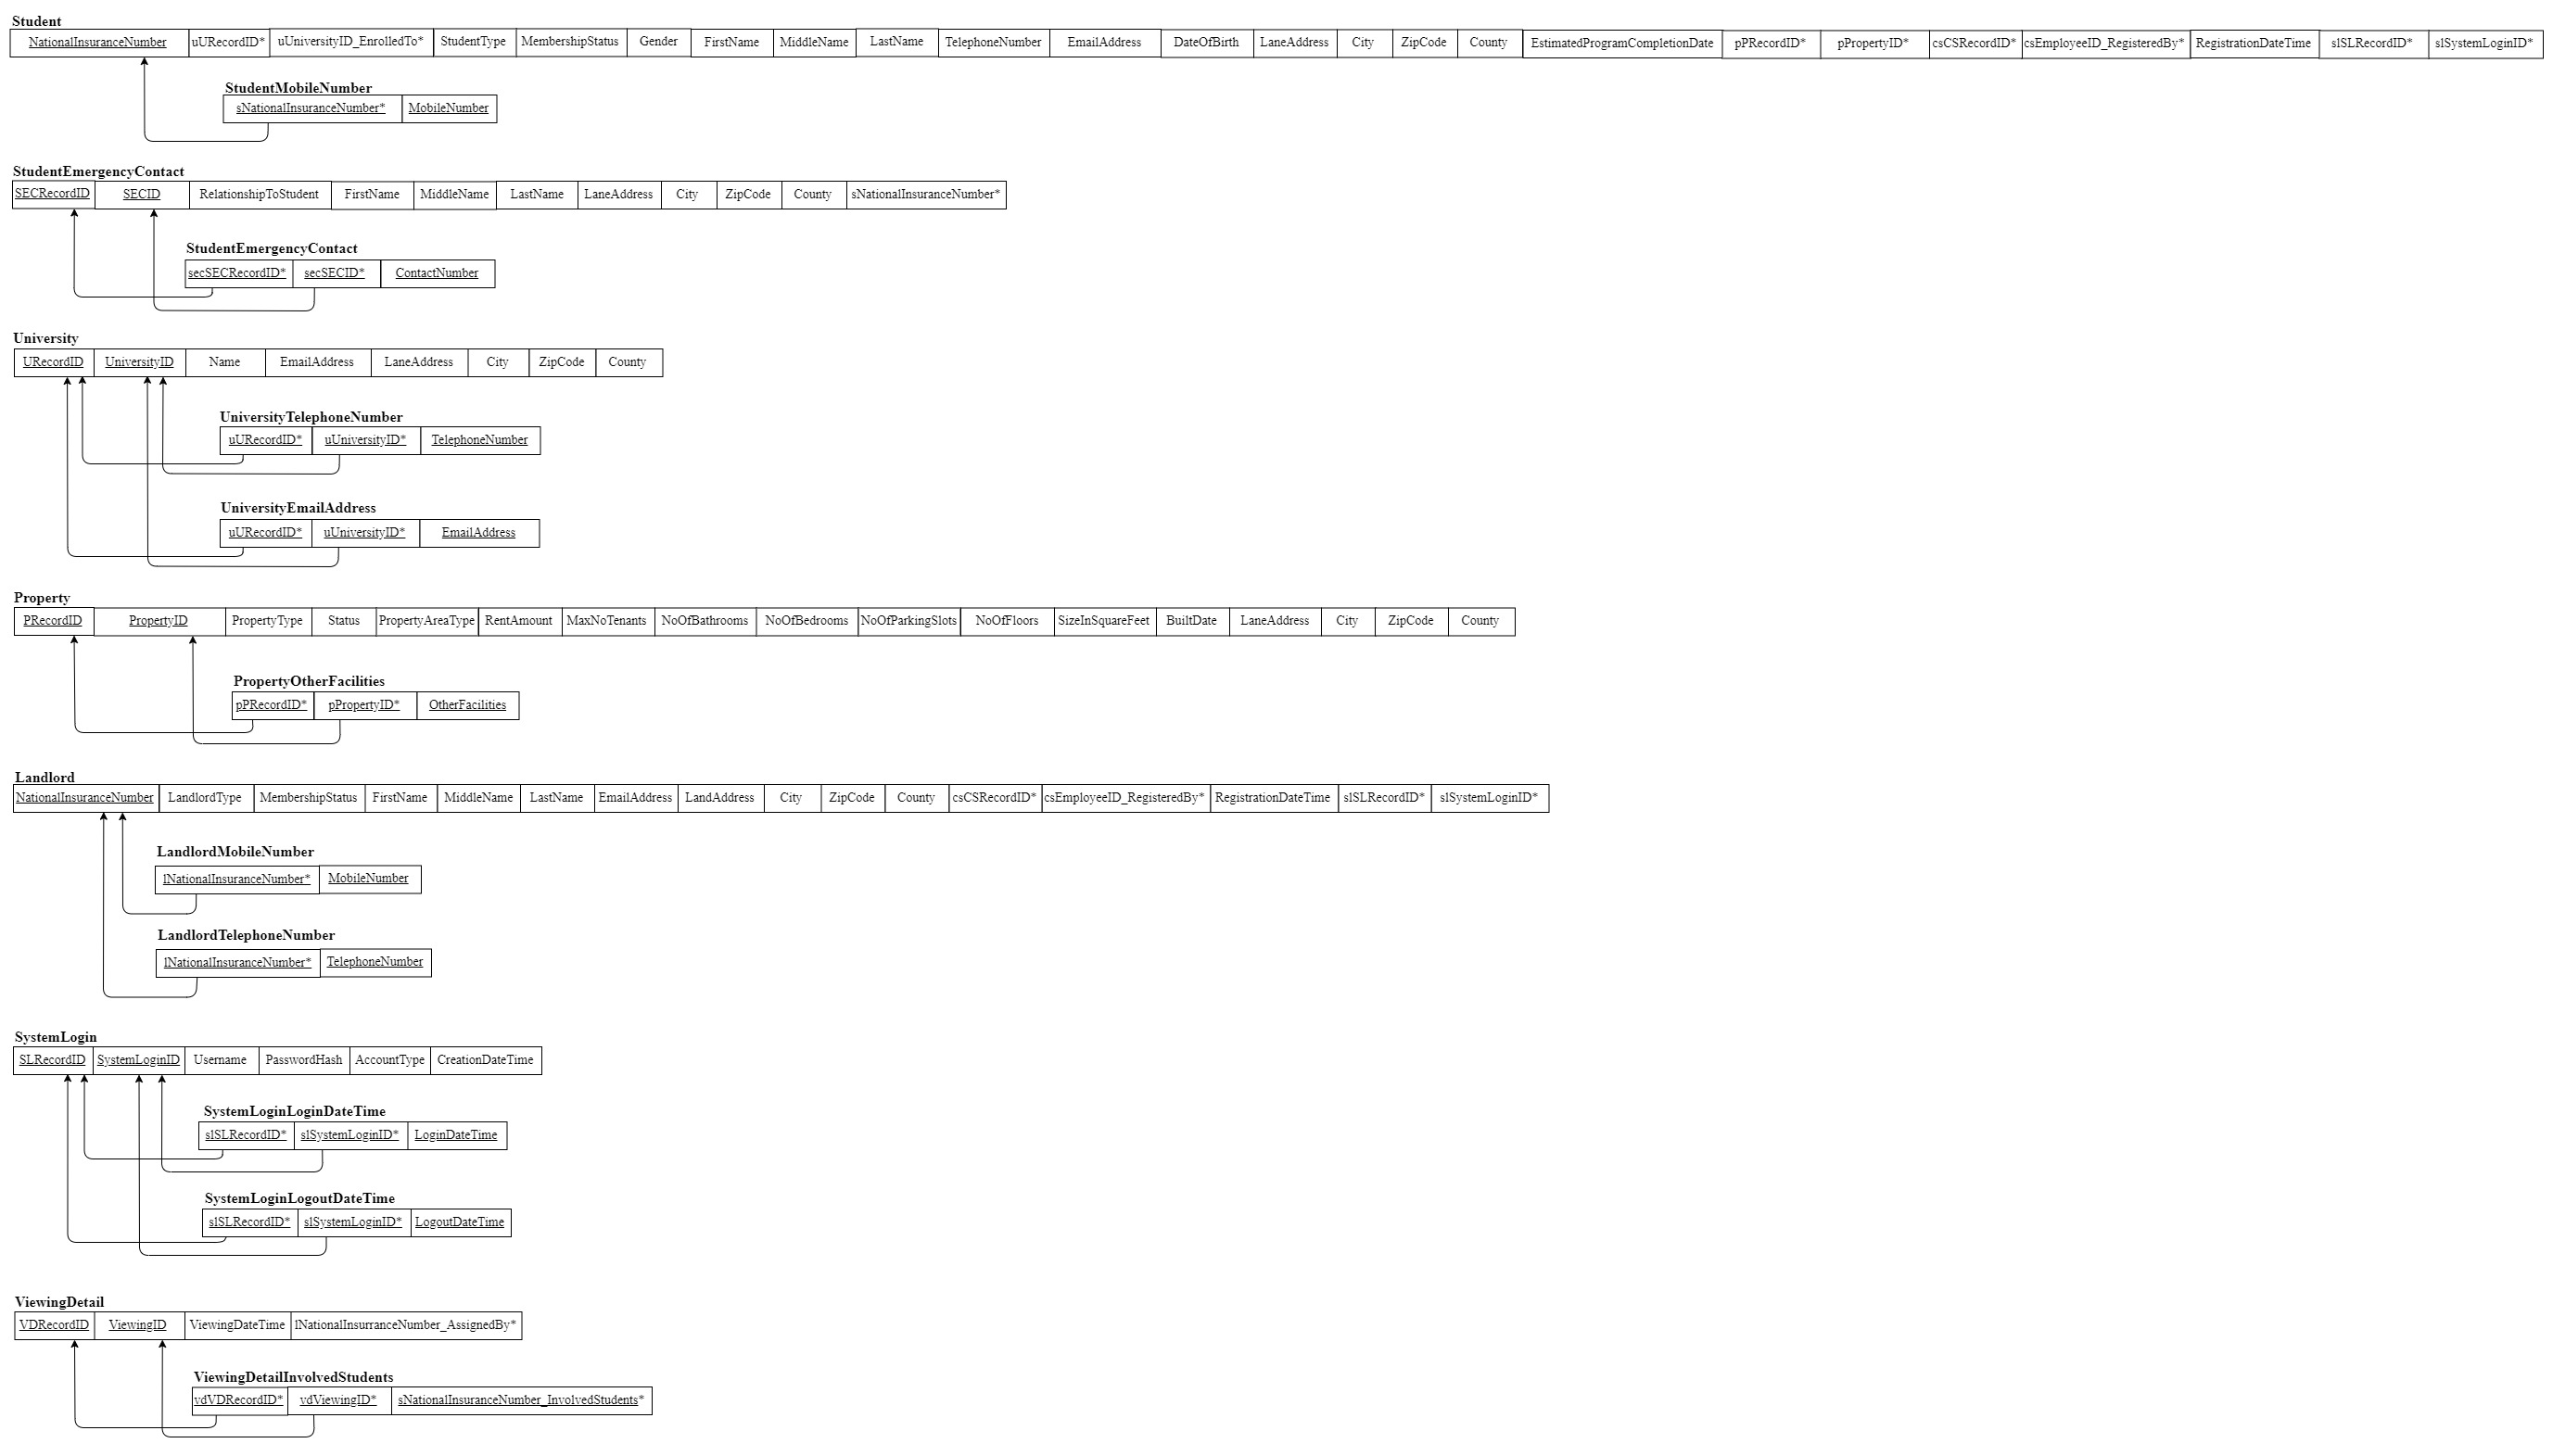 Student
NationalInsuranceNumber uURecordID* uUniversityID_EnrolledTo* StudentType MembershipStatus Gender FirstName MiddleName LastName TelephoneNumber EmailAddress DateOfBirth LaneAddress City ZipCode County EstimatedProgramCompletionDate pPRecordID* pPropertyID* csCSRecordID* csEmployeeID_RegisteredBy* RegistrationDateTime slSLRecordID* slSystemLoginID*
StudentMobileNumber
sNationalInsuranceNumber* MobileNumber
StudentEmergencyContact
SECRecordID SECID RelationshipToStudent FirstName MiddleName LastName LaneAddress City ZipCode County sNationalInsuranceNumber*
StudentEmergencyContact
secSECRecordID* secSECID* ContactNumber
University
URecordID UniversityID Name EmailAddress LaneAddress City ZipCode County
UniversityTelephoneNumber
uURecordID* uUniversityID* TelephoneNumber
UniversityEmailAddress
uURecordID* uUniversityID* EmailAddress
Property
PRecordID PropertyID PropertyType Status PropertyAreaType RentAmount MaxNoTenants NoOfBathrooms NoOfBedrooms NoOfParkingSlots NoOfFloors SizeInSquareFeet BuiltDate LaneAddress City ZipCode County
PropertyOtherFacilities
pPRecordID* pPropertyID* OtherFacilities
Landlord
NationalInsuranceNumber LandlordType MembershipStatus FirstName MiddleName LastName EmailAddress LandAddress City ZipCode County csCSRecordID* csEmployeeID_RegisteredBy* RegistrationDateTime slSLRecordID* slSystemLoginID*
LandlordMobileNumber
lNationalInsuranceNumber* MobileNumber
LandlordTelephoneNumber
lNationalInsuranceNumber* TelephoneNumber
SystemLogin
SLRecordID SystemLoginID Username PasswordHash AccountType CreationDateTime
SystemLoginLoginDateTime
slSLRecordID* slSystemLoginID* LoginDateTime
SystemLoginLogoutDateTime
slSLRecordID* slSystemLoginID* LogoutDateTime
ViewingDetail
VDRecordID ViewingID ViewingDateTime lNationalInsurranceNumber_AssignedBy*
ViewingDetailInvolvedStudents
vdVDRecordID* vdViewingID* sNationalInsuranceNumber_InvolvedStudents*